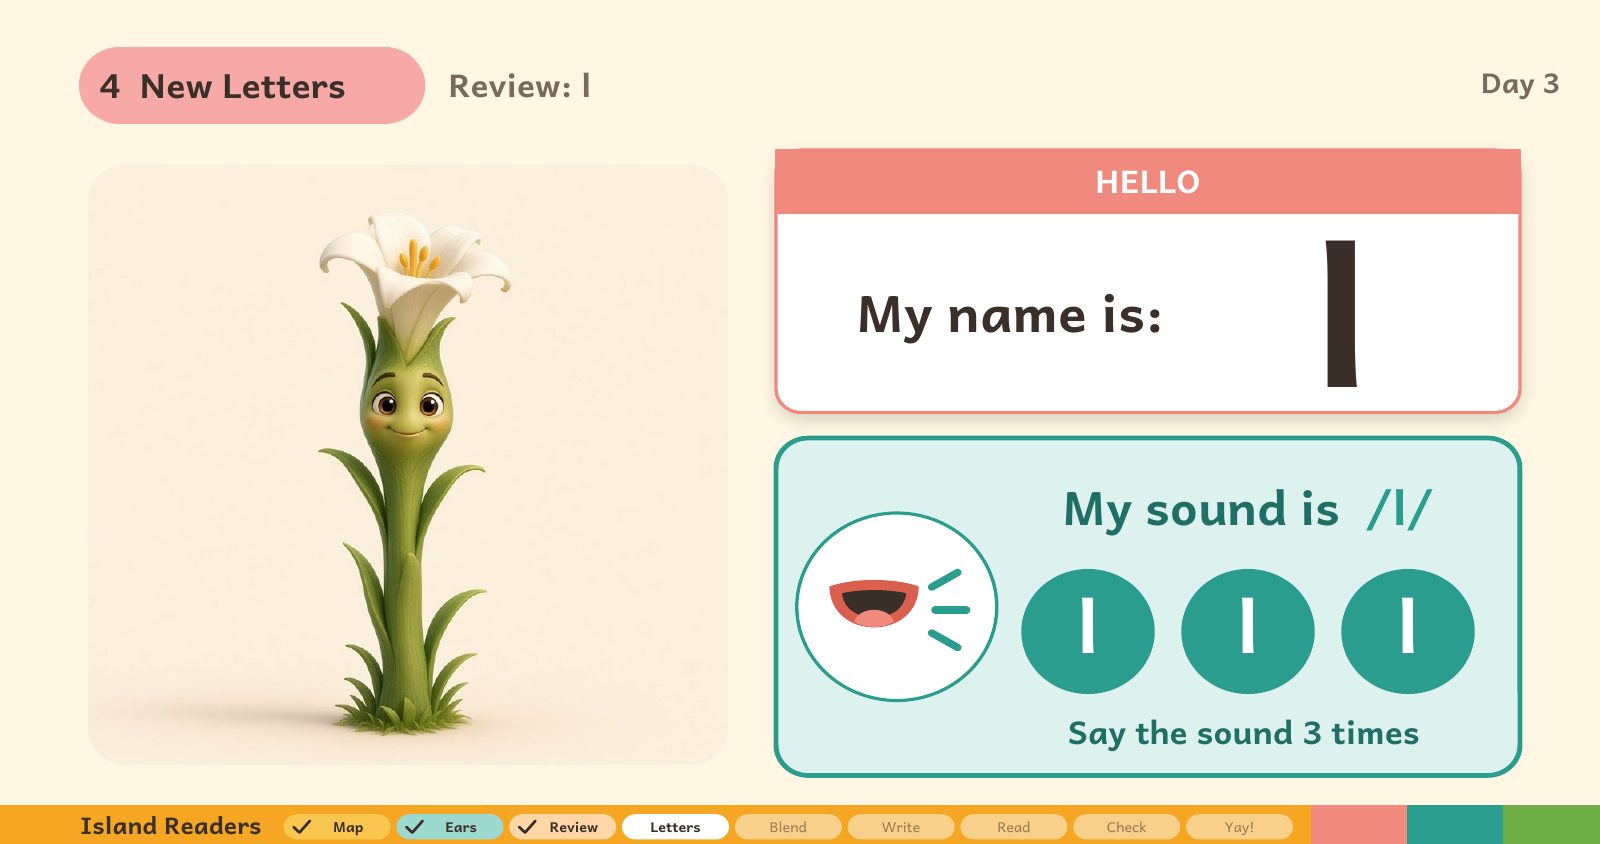 4 New Letters
Review: l
Day 3
HELLO
My name is:
l
My sound is /l/
l l l
Say the sound 3 times
Island Readers
Map
Ears
Review
Letters
Blend
Write
Read
Check
Yay!